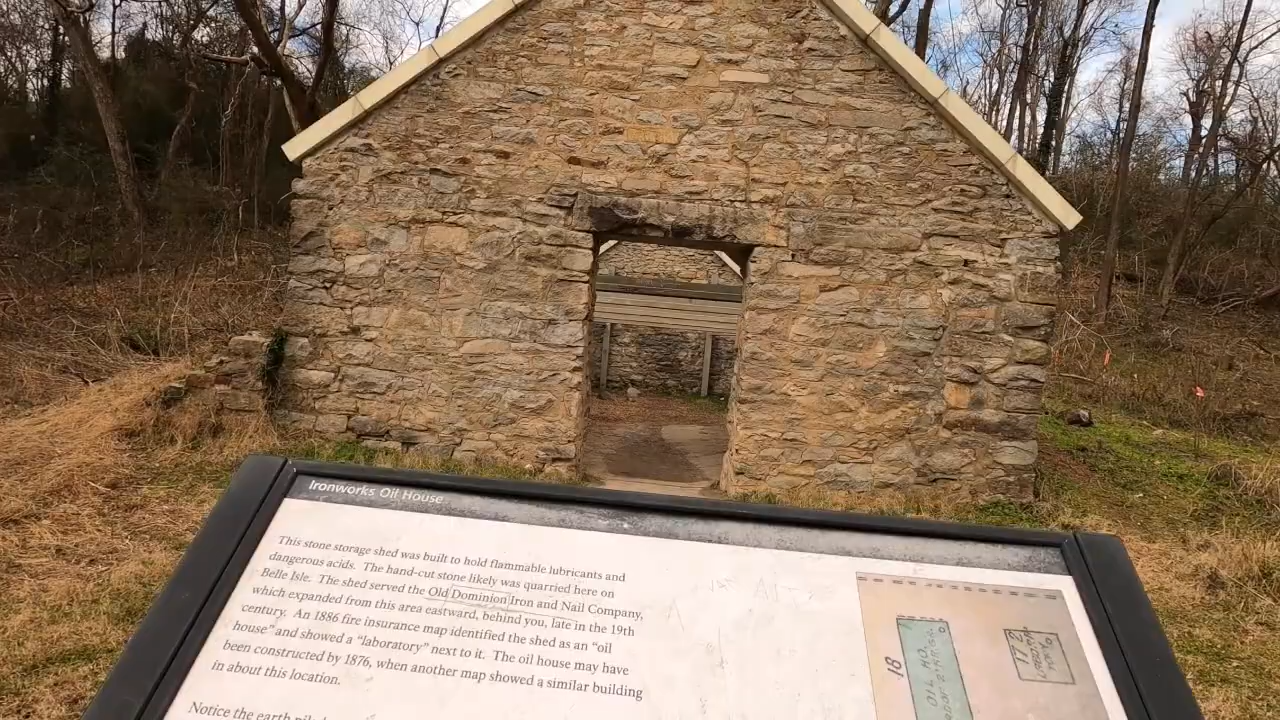 Ironworks Oil House
This stone storage shed was built to hold flammable lubricants and
dangerous acids. The hand-cut stone likely was quarried here on
Belle Isle. The shed served the Old Dominion Iron and Nail Company,
which expanded from this area eastward, behind you, late in the 19th
century. An 1886 fire insurance map identified the shed as an "oil
house" and showed a "laboratory" next to it. The oil house may have
been constructed by 1876, when another map showed a similar building
in about this location.
Notice the earth
18
OIL HO.
17